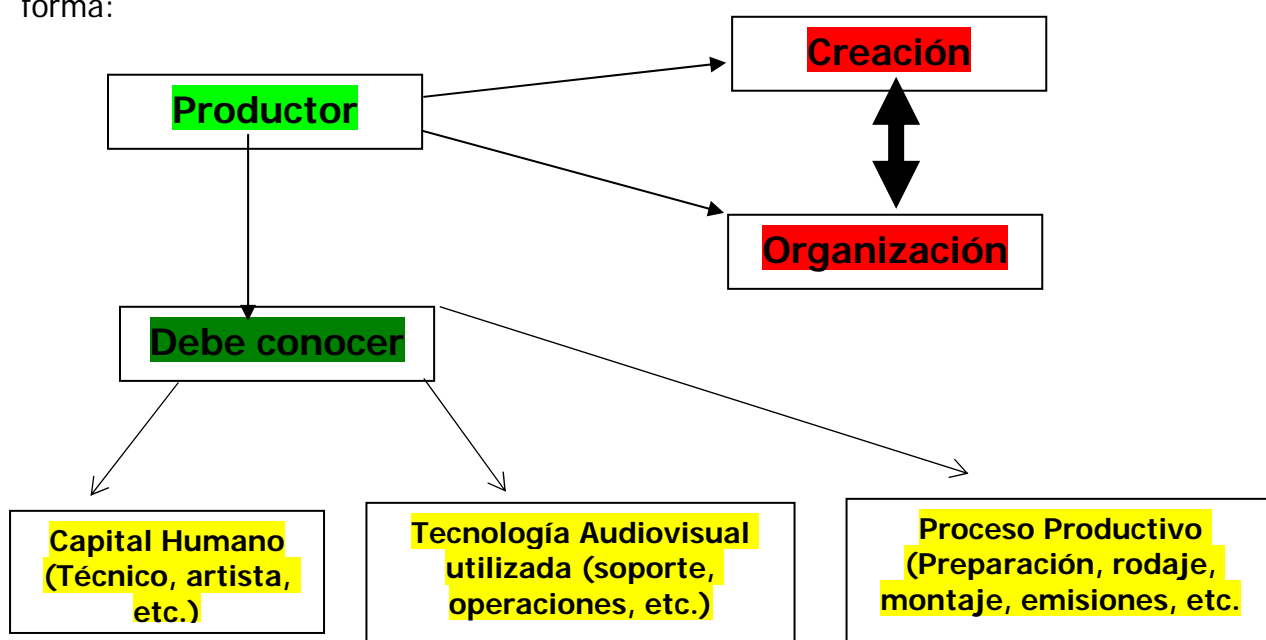 forma:
Creación
Productor
Organización
Debe conocer
Capital Humano
(Técnico, artista,
etc.)
Tecnología Audiovisual
utilizada (soporte,
operaciones, etc.)
Proceso Productivo
(Preparación, rodaje,
montaje, emisiones, etc.